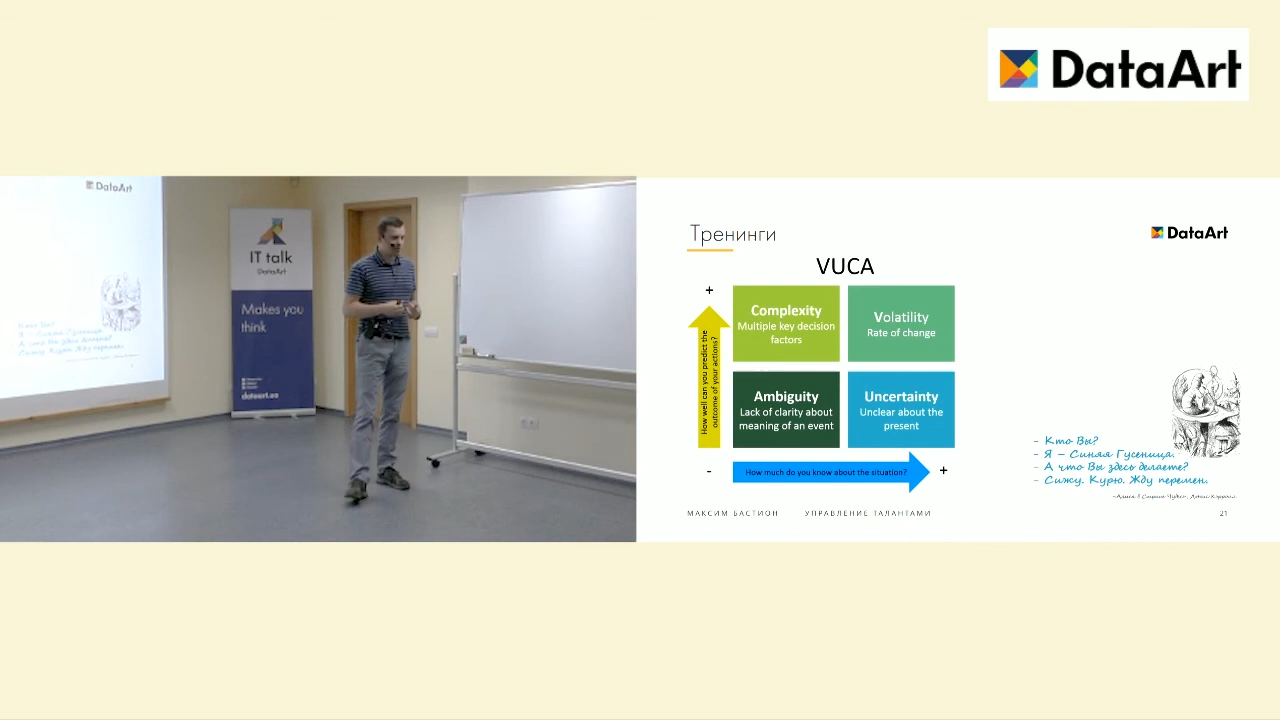 DataArt
DataArt
IT talk
DataArt
Makes you
think
dataart.ua
Тренинги
DataArt
VUCA
+
How well can you predict the
outcome of your actions?
Complexity
Multiple key decision
factors
Volatility
Rate of change
Ambiguity
Lack of clarity about
meaning of an event
Uncertainty
Unclear about the
present
-
How much do you know about the situation?
+
- Кто Вы?
- Я – Синяя Гусеница.
- А что Вы здесь делаете?
- Сижу. Курю. Жду перемен.
МАКСИМ БАСТИОН УПРАВЛЕНИЕ ТАЛАНТАМИ
21